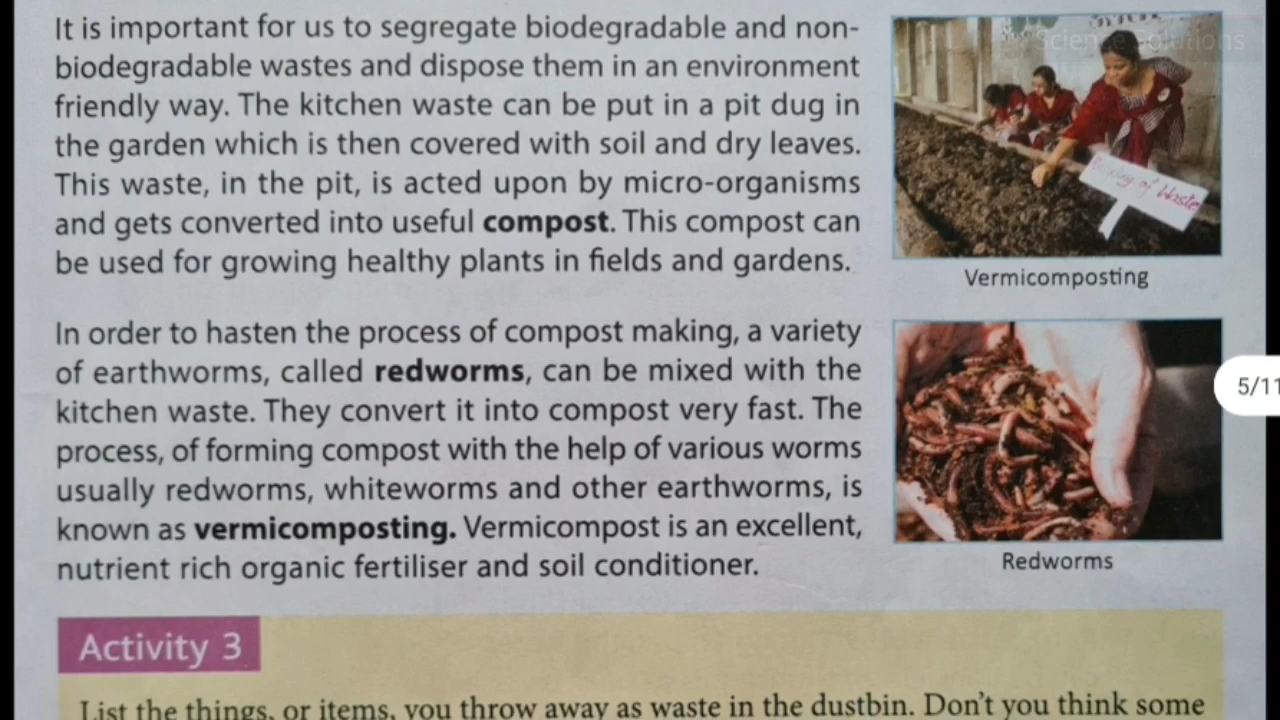 It is important for us to segregate biodegradable and non-
biodegradable wastes and dispose them in an environment
friendly way. The kitchen waste can be put in a pit dug in
the garden which is then covered with soil and dry leaves.
This waste, in the pit, is acted upon by micro-organisms
and gets converted into useful compost. This compost can
be used for growing healthy plants in fields and gardens.
Science Solutions
of Waste
Vermicomposting
In order to hasten the process of compost making, a variety
of earthworms, called redworms, can be mixed with the
kitchen waste. They convert it into compost very fast. The
process, of forming compost with the help of various worms
usually redworms, whiteworms and other earthworms, is
known as vermicomposting. Vermicompost is an excellent,
nutrient rich organic fertiliser and soil conditioner.
Redworms
5/11
Activity 3
List the things, or items, you throw away as waste in the dustbin. Don't you think some